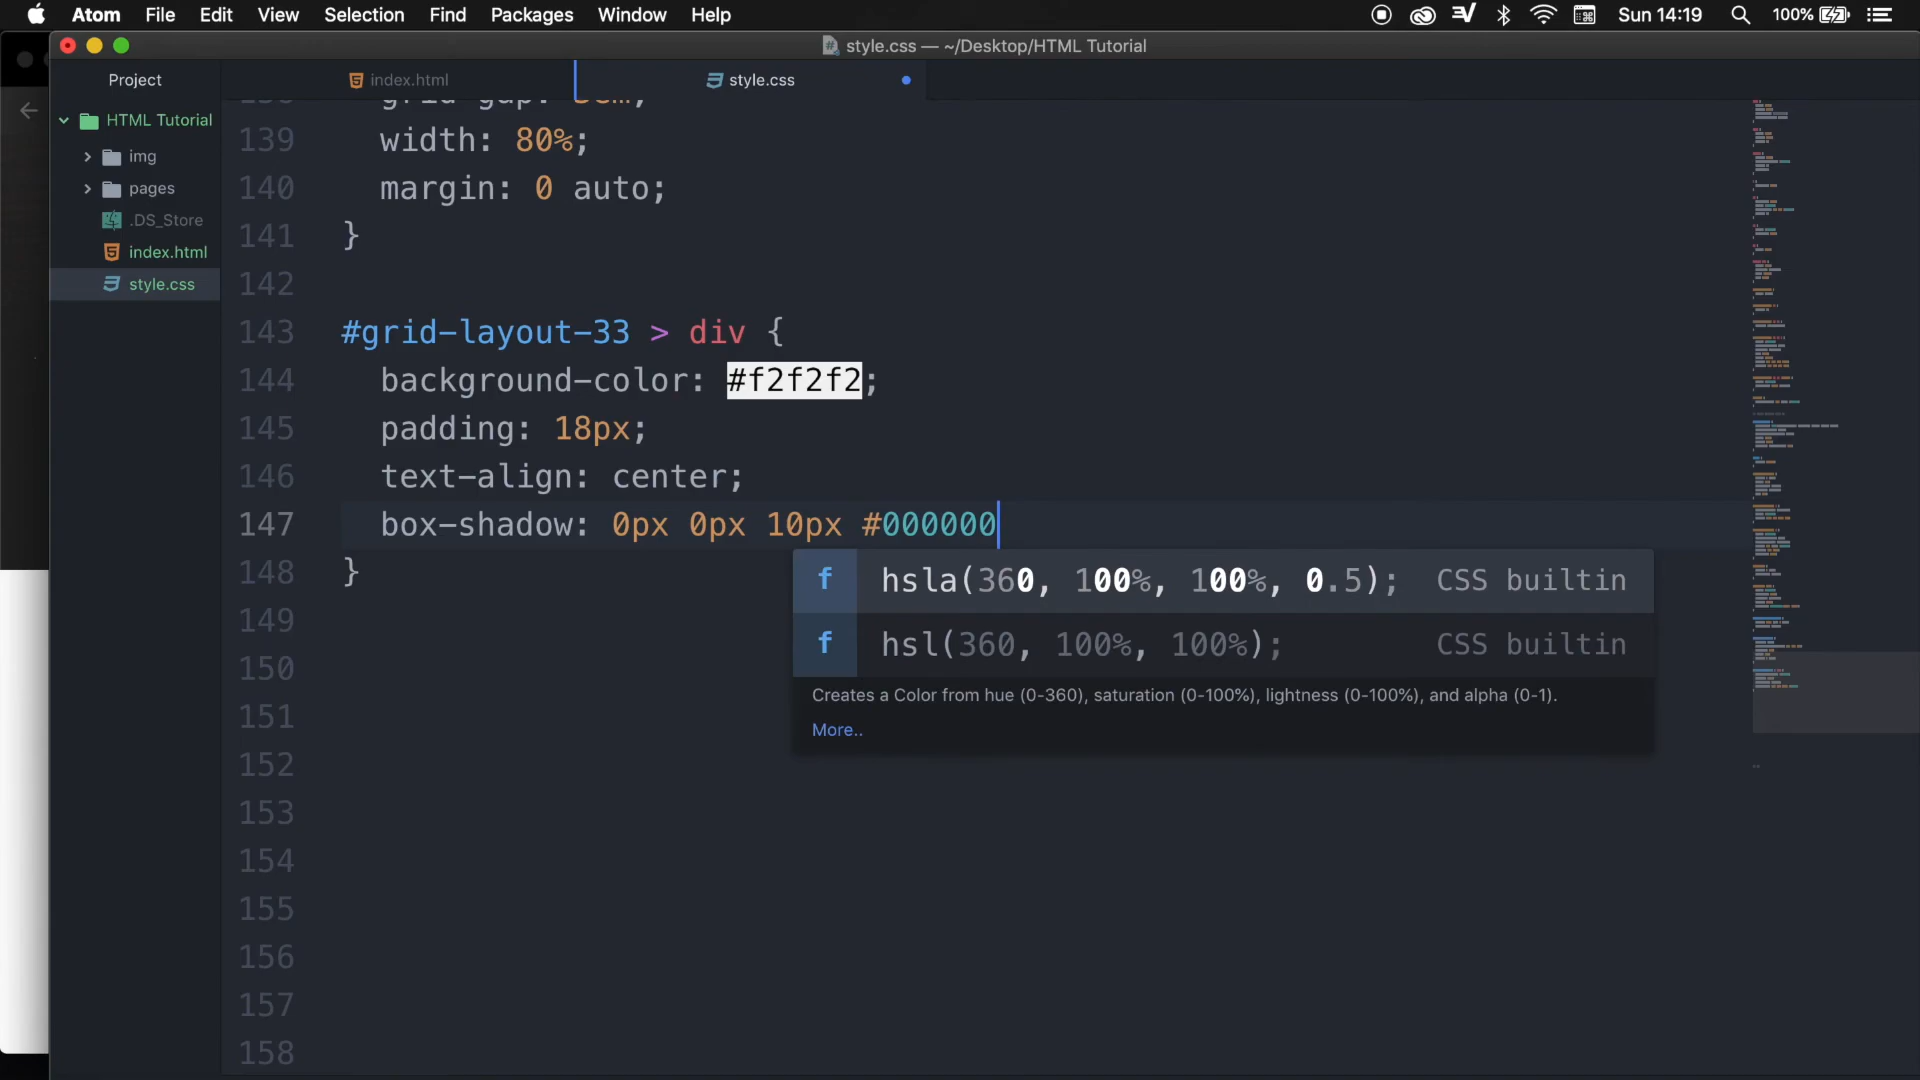 Atom File Edit View Selection Find Packages Window Help Sun 14:19 100%
style.css — ~/Desktop/HTML Tutorial
Project index.html style.css
HTML Tutorial
img
pages
.DS_Store
index.html
style.css
139 width: 80%;
140 margin: 0 auto;
141 }
142
143 #grid-layout-33 > div {
144 background-color: #f2f2f2;
145 padding: 18px;
146 text-align: center;
147 box-shadow: 0px 0px 10px #000000
148 }
f hsla(360, 100%, 100%, 0.5); CSS builtin
149
f hsl(360, 100%, 100%); CSS builtin
150
Creates a Color from hue (0-360), saturation (0-100%), lightness (0-100%), and alpha (0-1).
151
More..
152
153
154
155
156
157
158